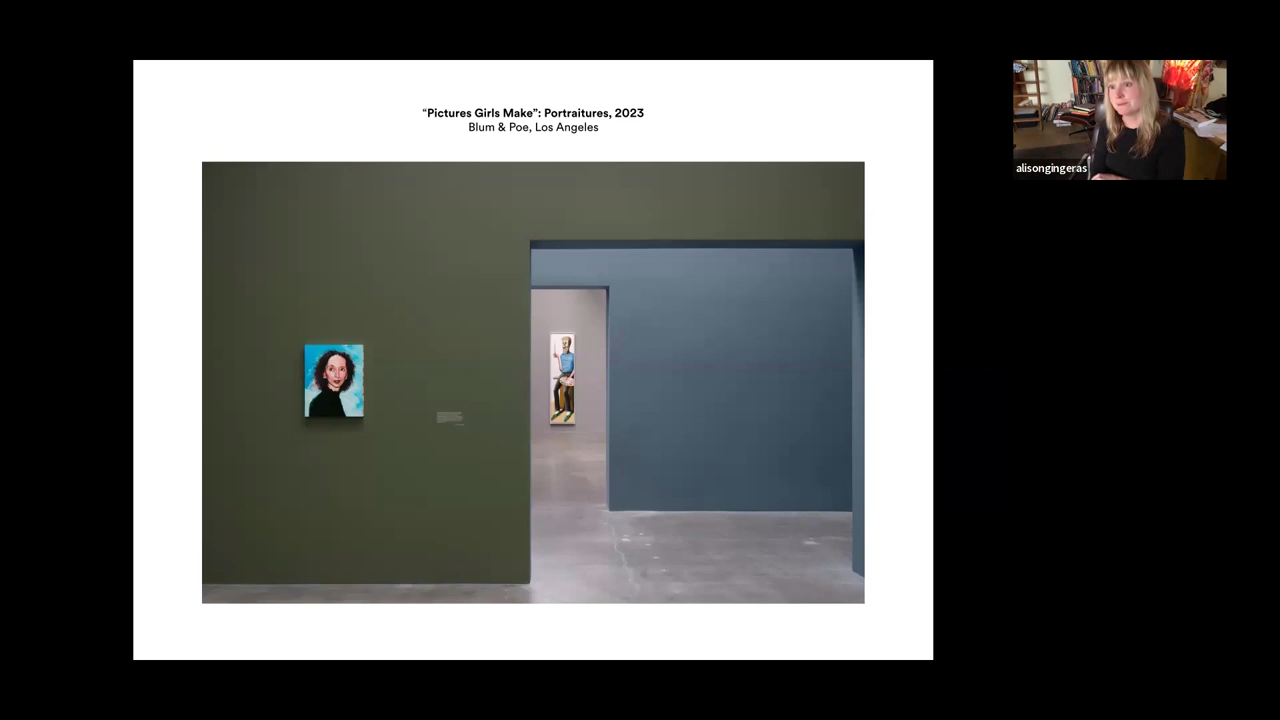 “Pictures Girls Make”: Portraitures, 2023
Blum & Poe, Los Angeles
alisongingeras